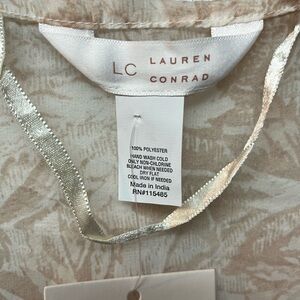 LC LAUREN
CONRAD
100% POLYESTER
HAND WASH COLD
ONLY NON-CHLORINE
BLEACH WHEN NEEDED
DRY FLAT
COOL IRON IF NEEDED
Made in India
RN#115485